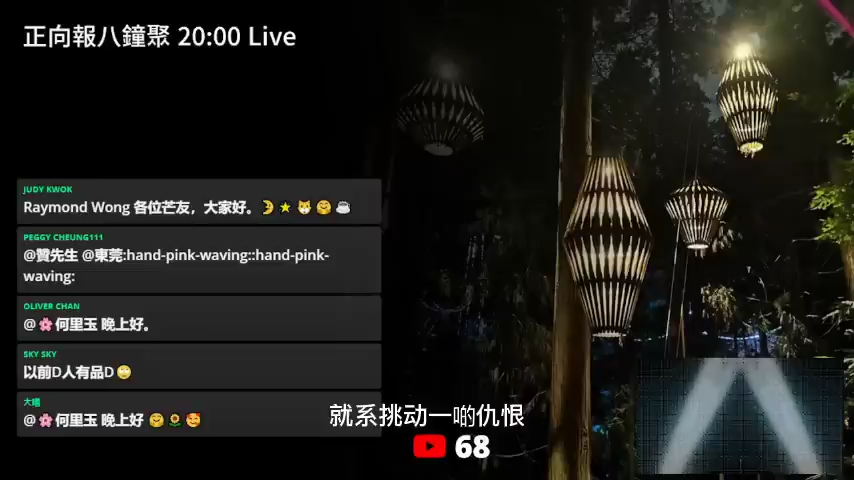 正向報八鐘聚 20:00 Live
JUDY KWOK
Raymond Wong 各位芒友，大家好。🌛⭐🐱🤗☕
PEGGY CHEUNG111
@贊先生 @東莞:hand-pink-waving::hand-pink-
waving:
OLIVER CHAN
@🌸何里玉 晚上好。
SKY SKY
以前D人有品D🙄
大嘴
@🌸何里玉 晚上好 🤗🌻🥰
就系挑动一啲仇恨
68